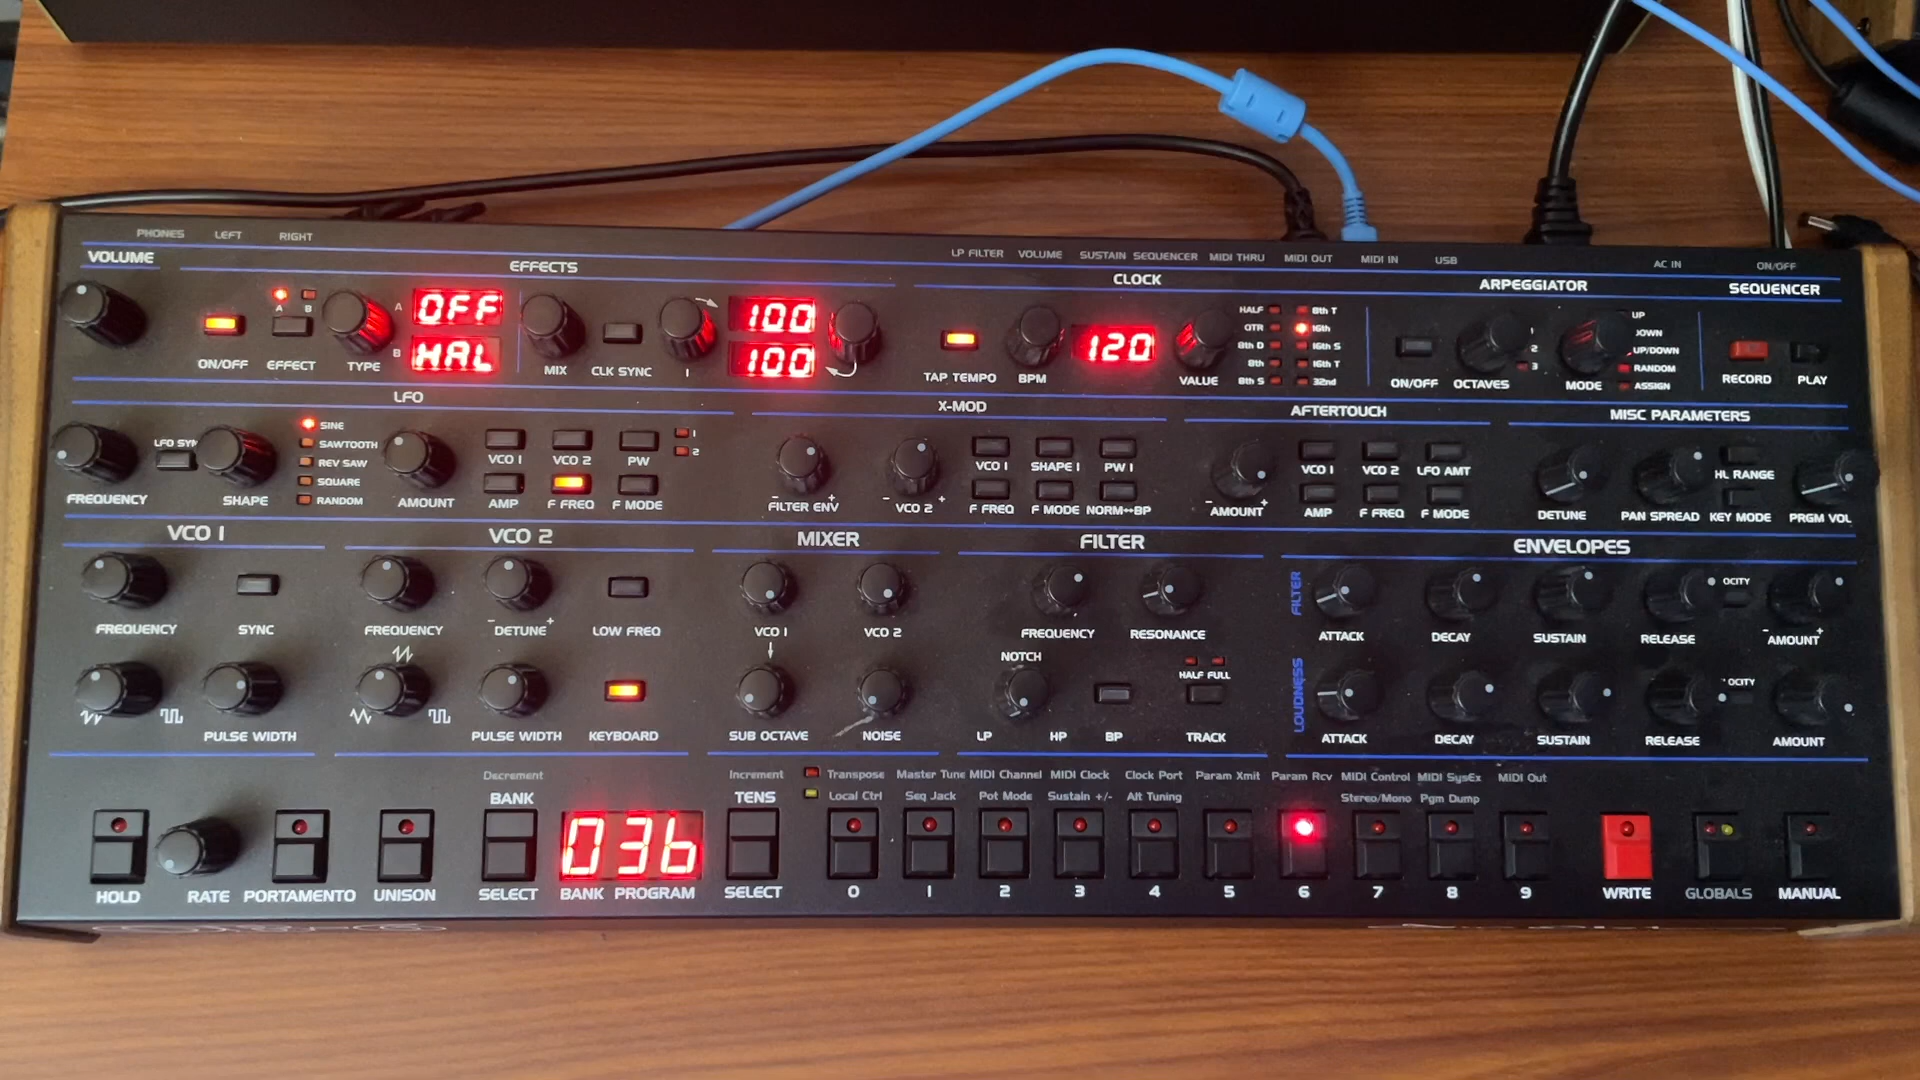 PHONES LEFT RIGHT
LP FILTER VOLUME SUSTAIN SEQUENCER MIDI THRU MIDI OUT MIDI IN USB AC IN ON/OFF
VOLUME EFFECTS CLOCK ARPEGGIATOR SEQUENCER
A B
ON/OFF EFFECT TYPE
A OFF
B HAL
MIX CLK SYNC 1
100
100
TAP TEMPO BPM 120 VALUE
HALF 8th T
QTR 16th
8th D 16th S
8th 16th T
8th S 32nd
ON/OFF OCTAVES
1
2
3
MODE
UP
DOWN
UP/DOWN
RANDOM
ASSIGN
RECORD PLAY
LFO X-MOD AFTERTOUCH MISC PARAMETERS
FREQUENCY LFO SYN SHAPE
SINE
SAWTOOTH
REV SAW
SQUARE
RANDOM
AMOUNT
VCO 1 VCO 2 PW
1
2
AMP F FREQ F MODE
- FILTER ENV +
- VCO 2 +
VCO 1 SHAPE 1 PW 1
F FREQ F MODE NORM↔BP
- AMOUNT +
VCO 1 VCO 2 LFO AMT
AMP F FREQ F MODE
DETUNE PAN SPREAD
HL RANGE
KEY MODE
PRGM VOL
VCO 1 VCO 2 MIXER FILTER ENVELOPES
FREQUENCY SYNC FREQUENCY - DETUNE + LOW FREQ
VCO 1 VCO 2
FREQUENCY RESONANCE
FILTER
ATTACK DECAY SUSTAIN RELEASE OCITY - AMOUNT +
PULSE WIDTH PULSE WIDTH KEYBOARD
SUB OCTAVE NOISE
NOTCH
LP HP BP
HALF FULL
TRACK
LOUDNESS
ATTACK DECAY SUSTAIN RELEASE OCITY AMOUNT
Decrement Increment
Transpose Master Tune MIDI Channel MIDI Clock Clock Port Param Xmit Param Rcv MIDI Control MIDI SysEx MIDI Out
Local Ctrl Seq Jack Pot Mode Sustain +/- Alt Tuning Stereo/Mono Pgm Dump
BANK TENS
036
HOLD RATE PORTAMENTO UNISON SELECT BANK PROGRAM SELECT 0 1 2 3 4 5 6 7 8 9 WRITE GLOBALS MANUAL